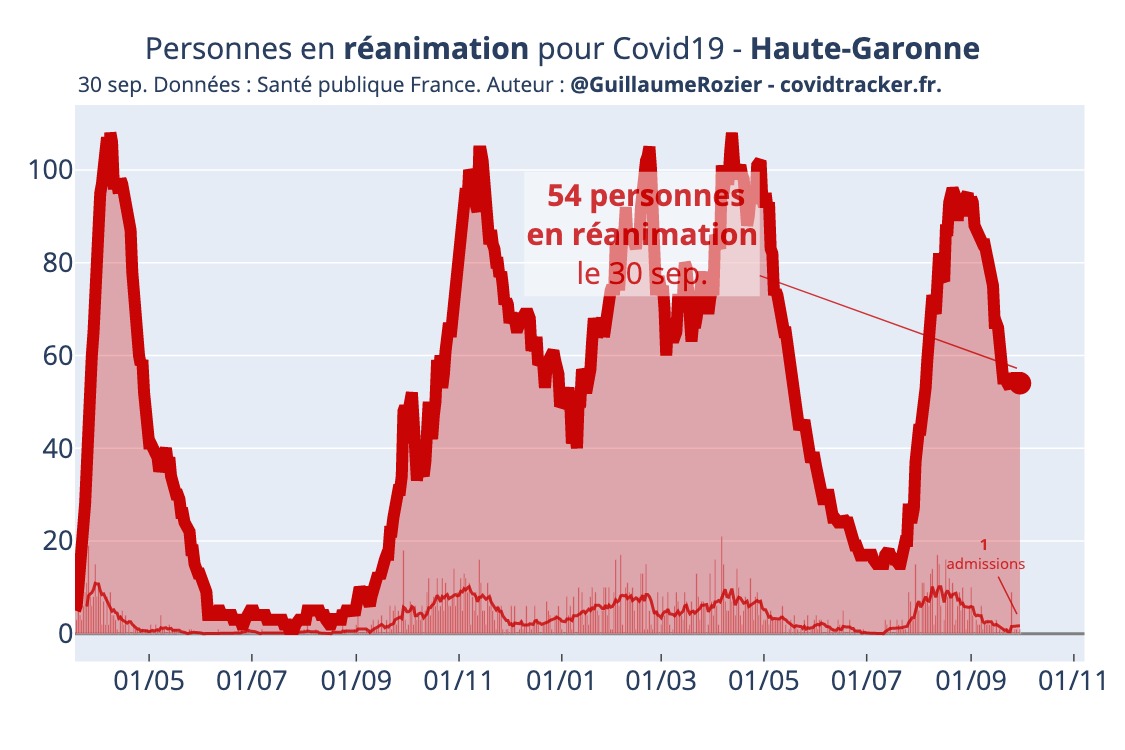 Personnes en réanimation pour Covid19 - Haute-Garonne
30 sep. Données : Santé publique France. Auteur : @GuillaumeRozier - covidtracker.fr.
100
80
60
40
20
0
54 personnes
en réanimation
le 30 sep.
1
admissions
01/05 01/07 01/09 01/11 01/01 01/03 01/05 01/07 01/09 01/11